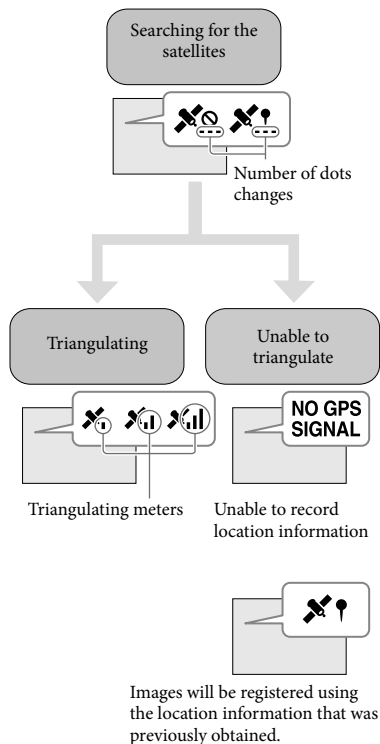 Searching for the
satellites
Number of dots
changes
Triangulating
Unable to
triangulate
NO GPS
SIGNAL
Triangulating meters
Unable to record
location information
Images will be registered using
the location information that was
previously obtained.